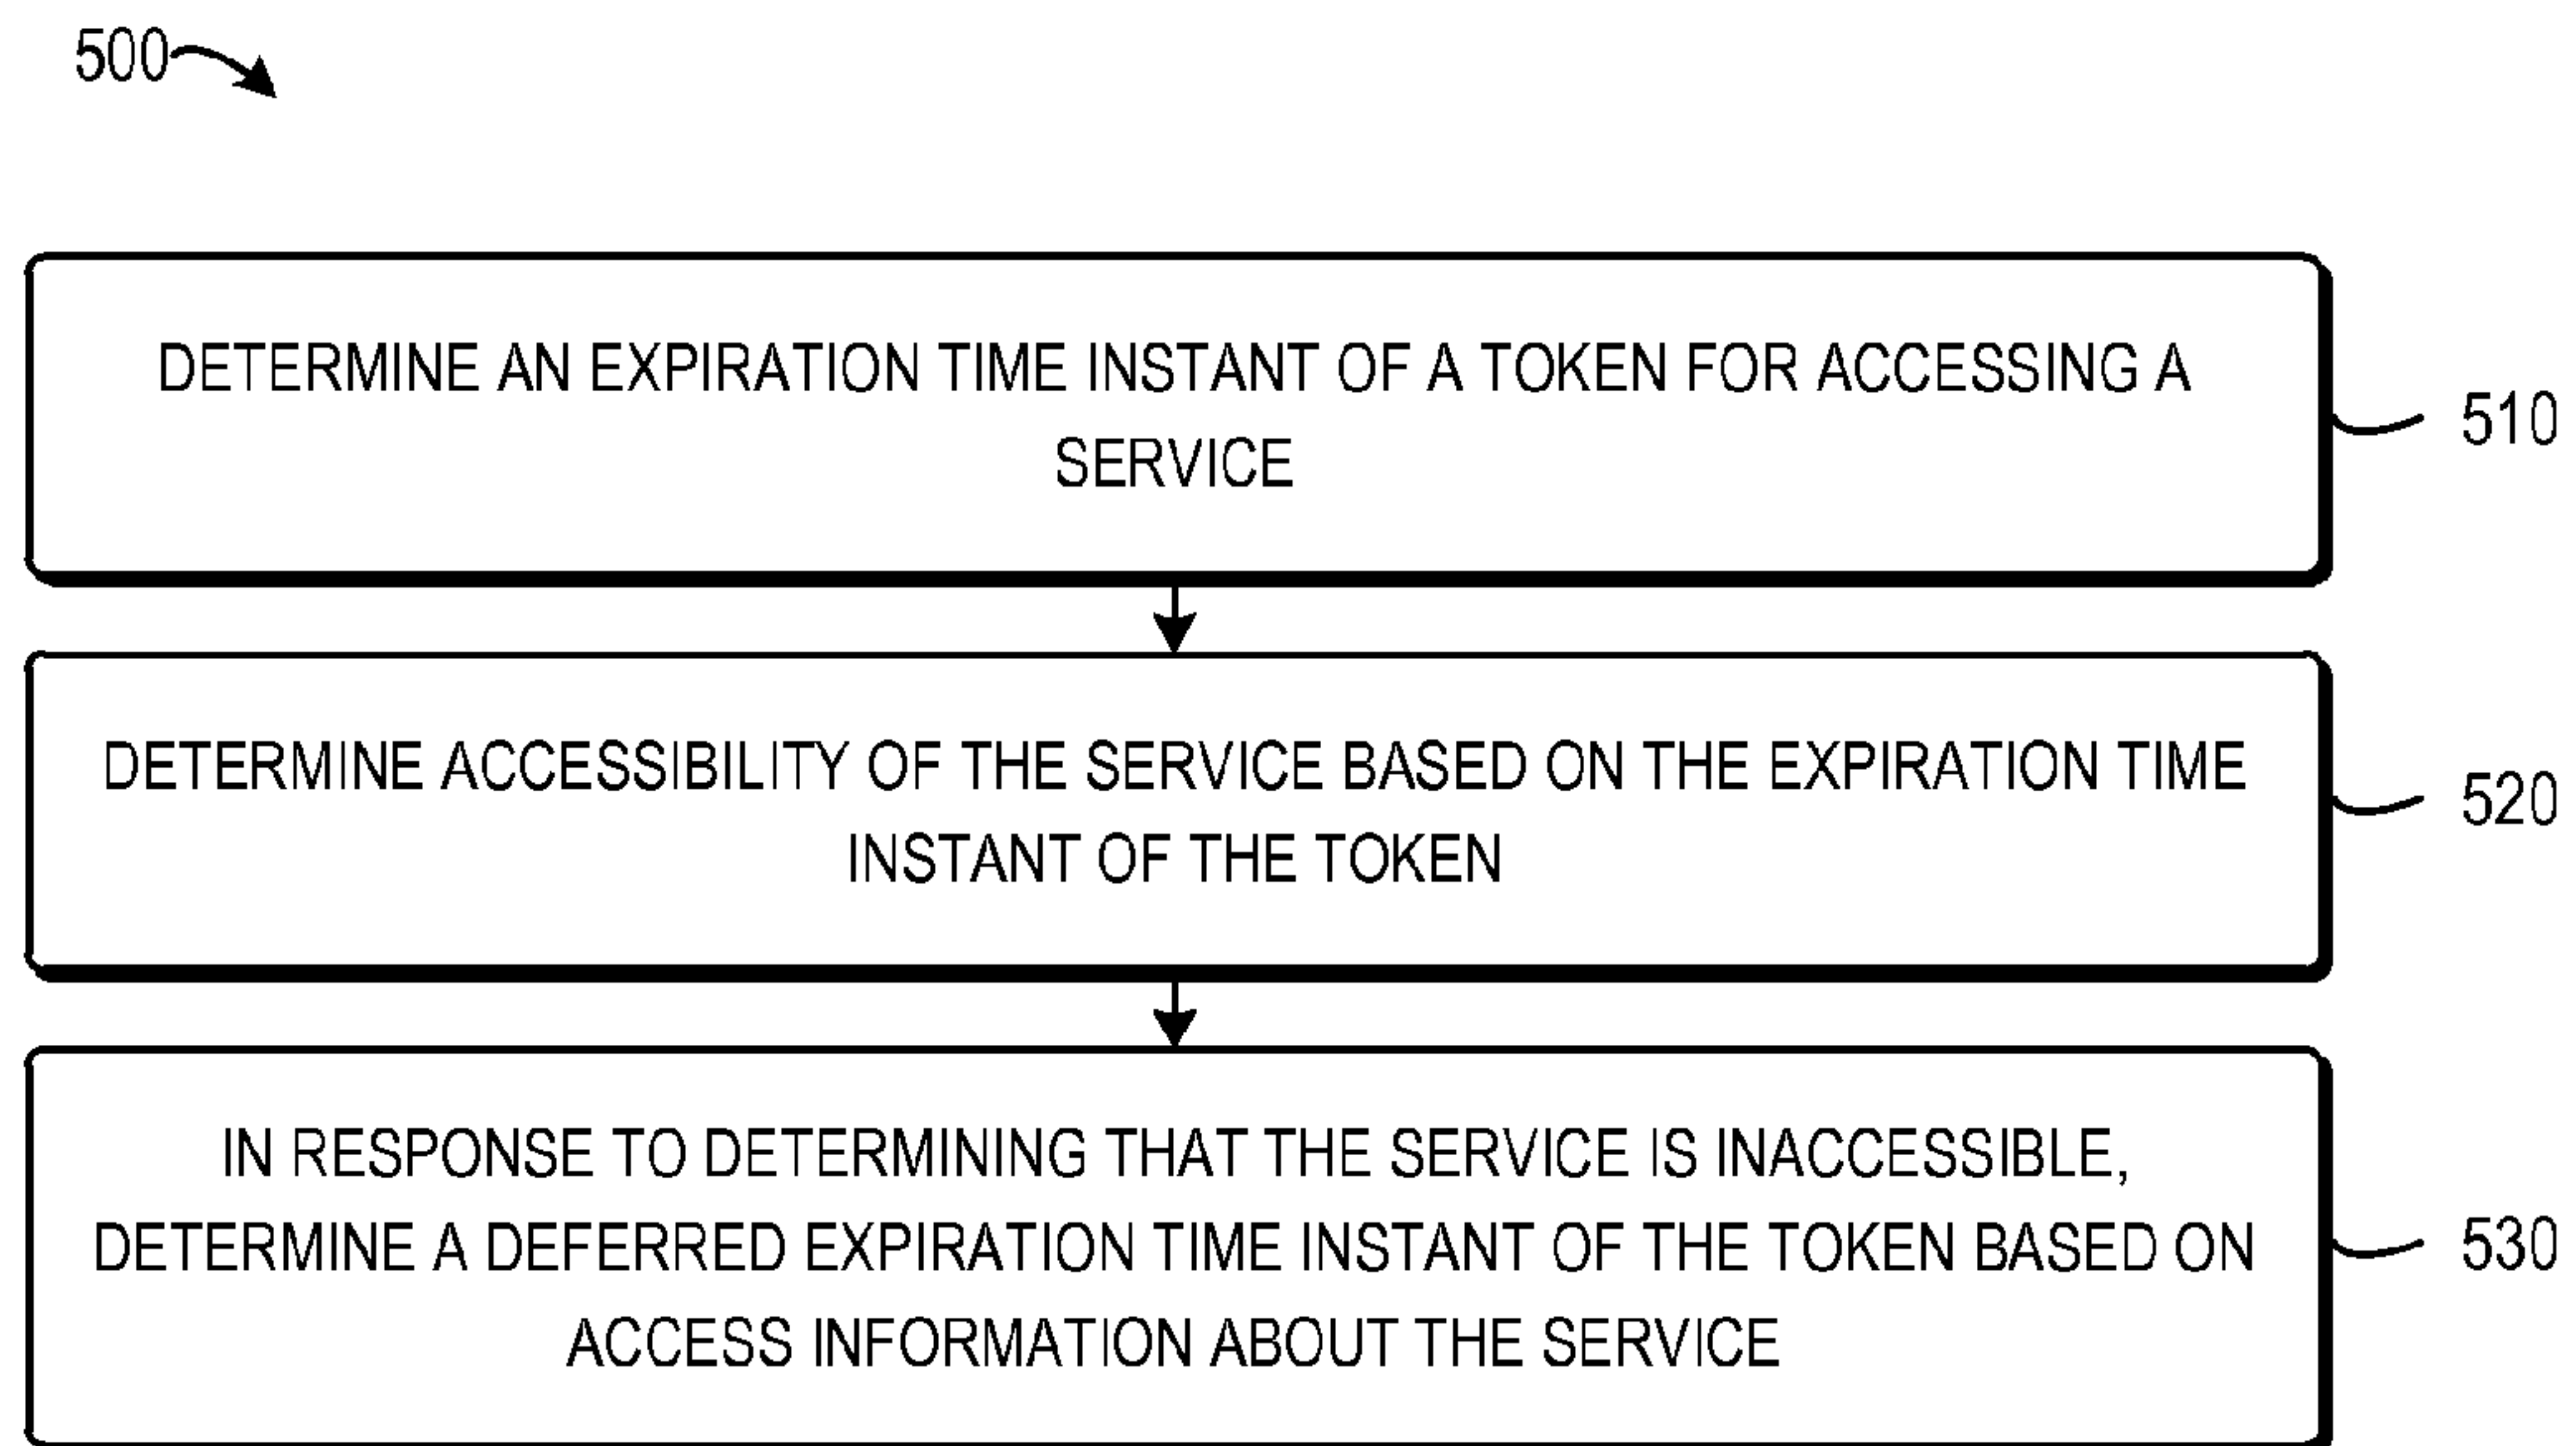 500
DETERMINE AN EXPIRATION TIME INSTANT OF A TOKEN FOR ACCESSING A
SERVICE
510
DETERMINE ACCESSIBILITY OF THE SERVICE BASED ON THE EXPIRATION TIME
INSTANT OF THE TOKEN
520
IN RESPONSE TO DETERMINING THAT THE SERVICE IS INACCESSIBLE,
DETERMINE A DEFERRED EXPIRATION TIME INSTANT OF THE TOKEN BASED ON
ACCESS INFORMATION ABOUT THE SERVICE
530